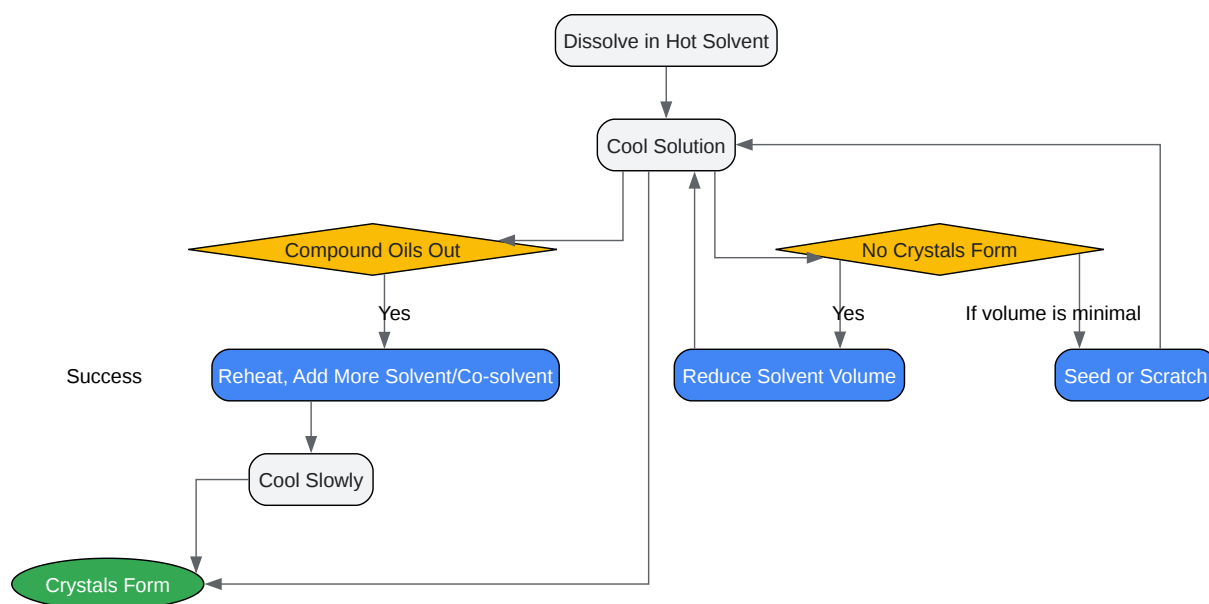 Dissolve in Hot Solvent
Cool Solution
Compound Oils Out
No Crystals Form
Yes
Yes
If volume is minimal
Success
Reheat, Add More Solvent/Co-solvent
Reduce Solvent Volume
Seed or Scratch
Cool Slowly
Crystals Form